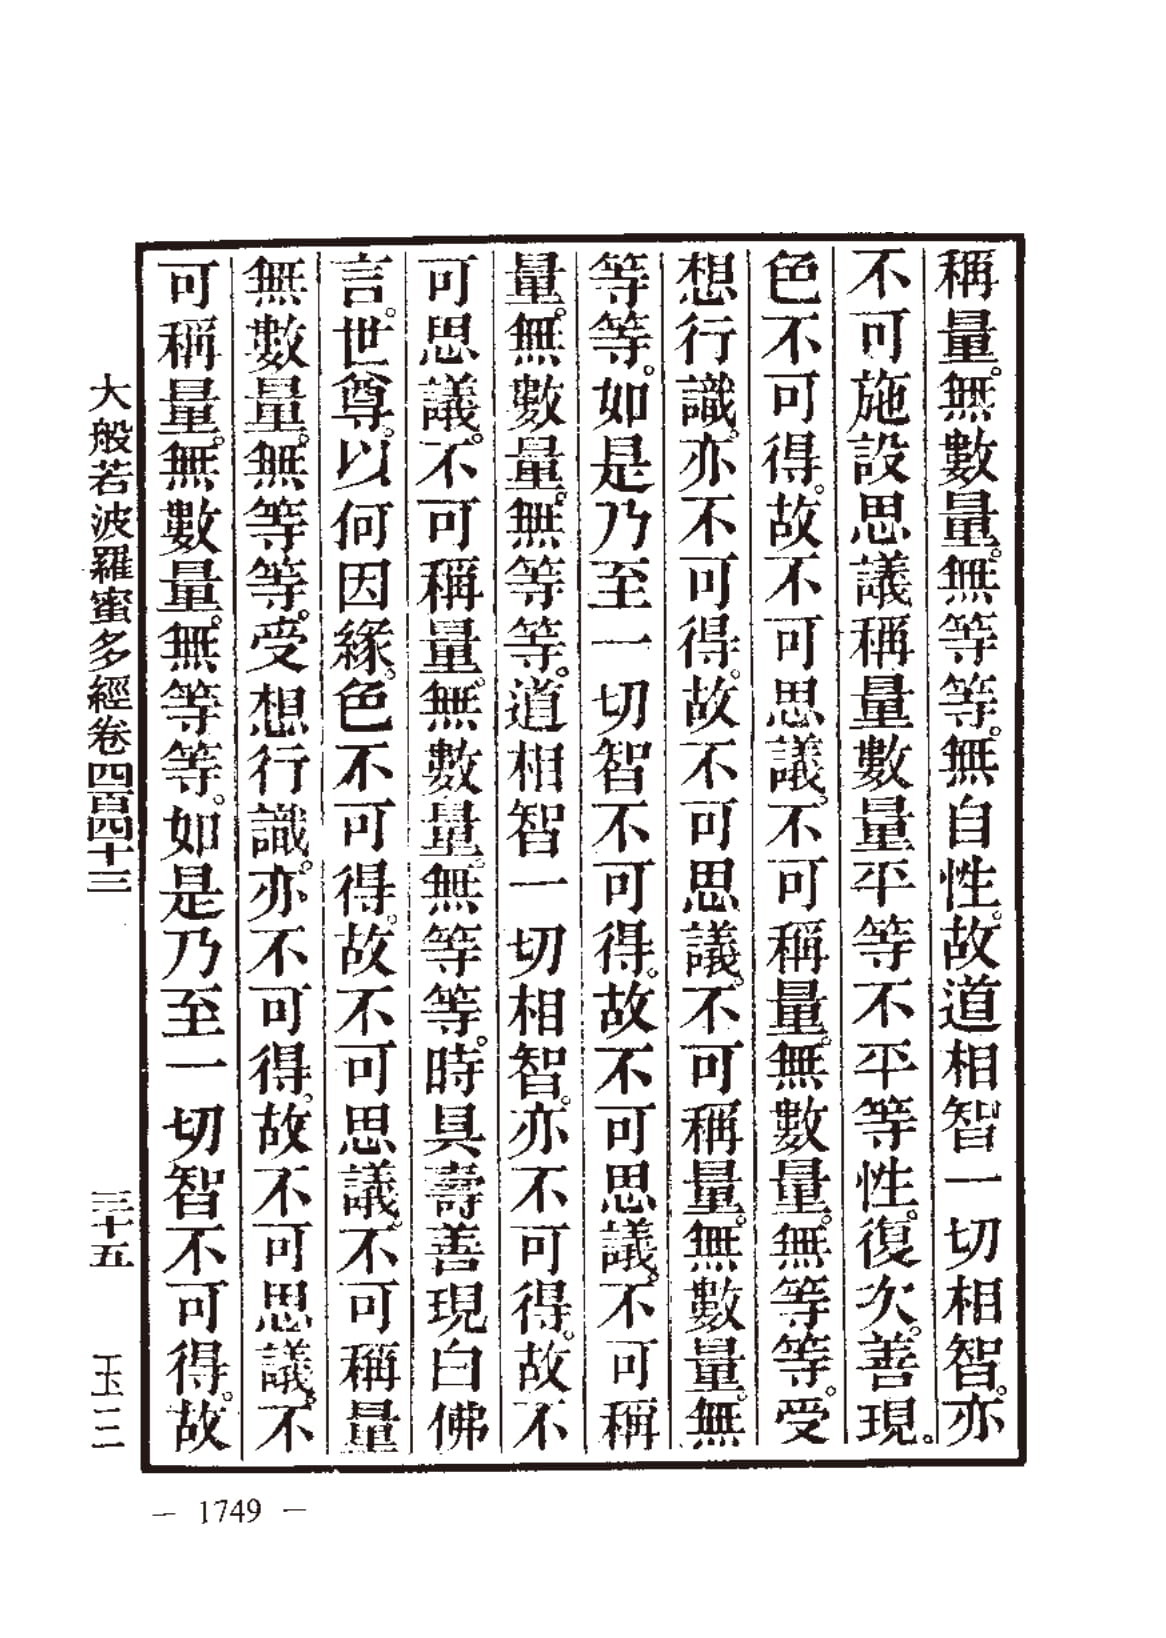 稱量。無數量。無等等。無自性。故道相智一切相智。亦
不可施設思議稱量數量平等不平等性。復次。善現。
色不可得。故不可思議。不可稱量。無數量。無等等。受
想行識。亦不可得。故不可思議。不可稱量。無數量。無
等等。如是乃至一切智不可得。故不可思議。不可稱
量。無數量。無等等。道相智一切相智。亦不可得。故不
可思議。不可稱量。無數量。無等等。時具壽善現白佛
言。世尊。以何因緣。色不可得。故不可思議。不可稱量
無數量。無等等。受想行識。亦不可得。故不可思議。不
可稱量。無數量。無等等。如是乃至一切智不可得。故
大般若波羅蜜多經卷四百四十三 三十五 玉三
— 1749 —